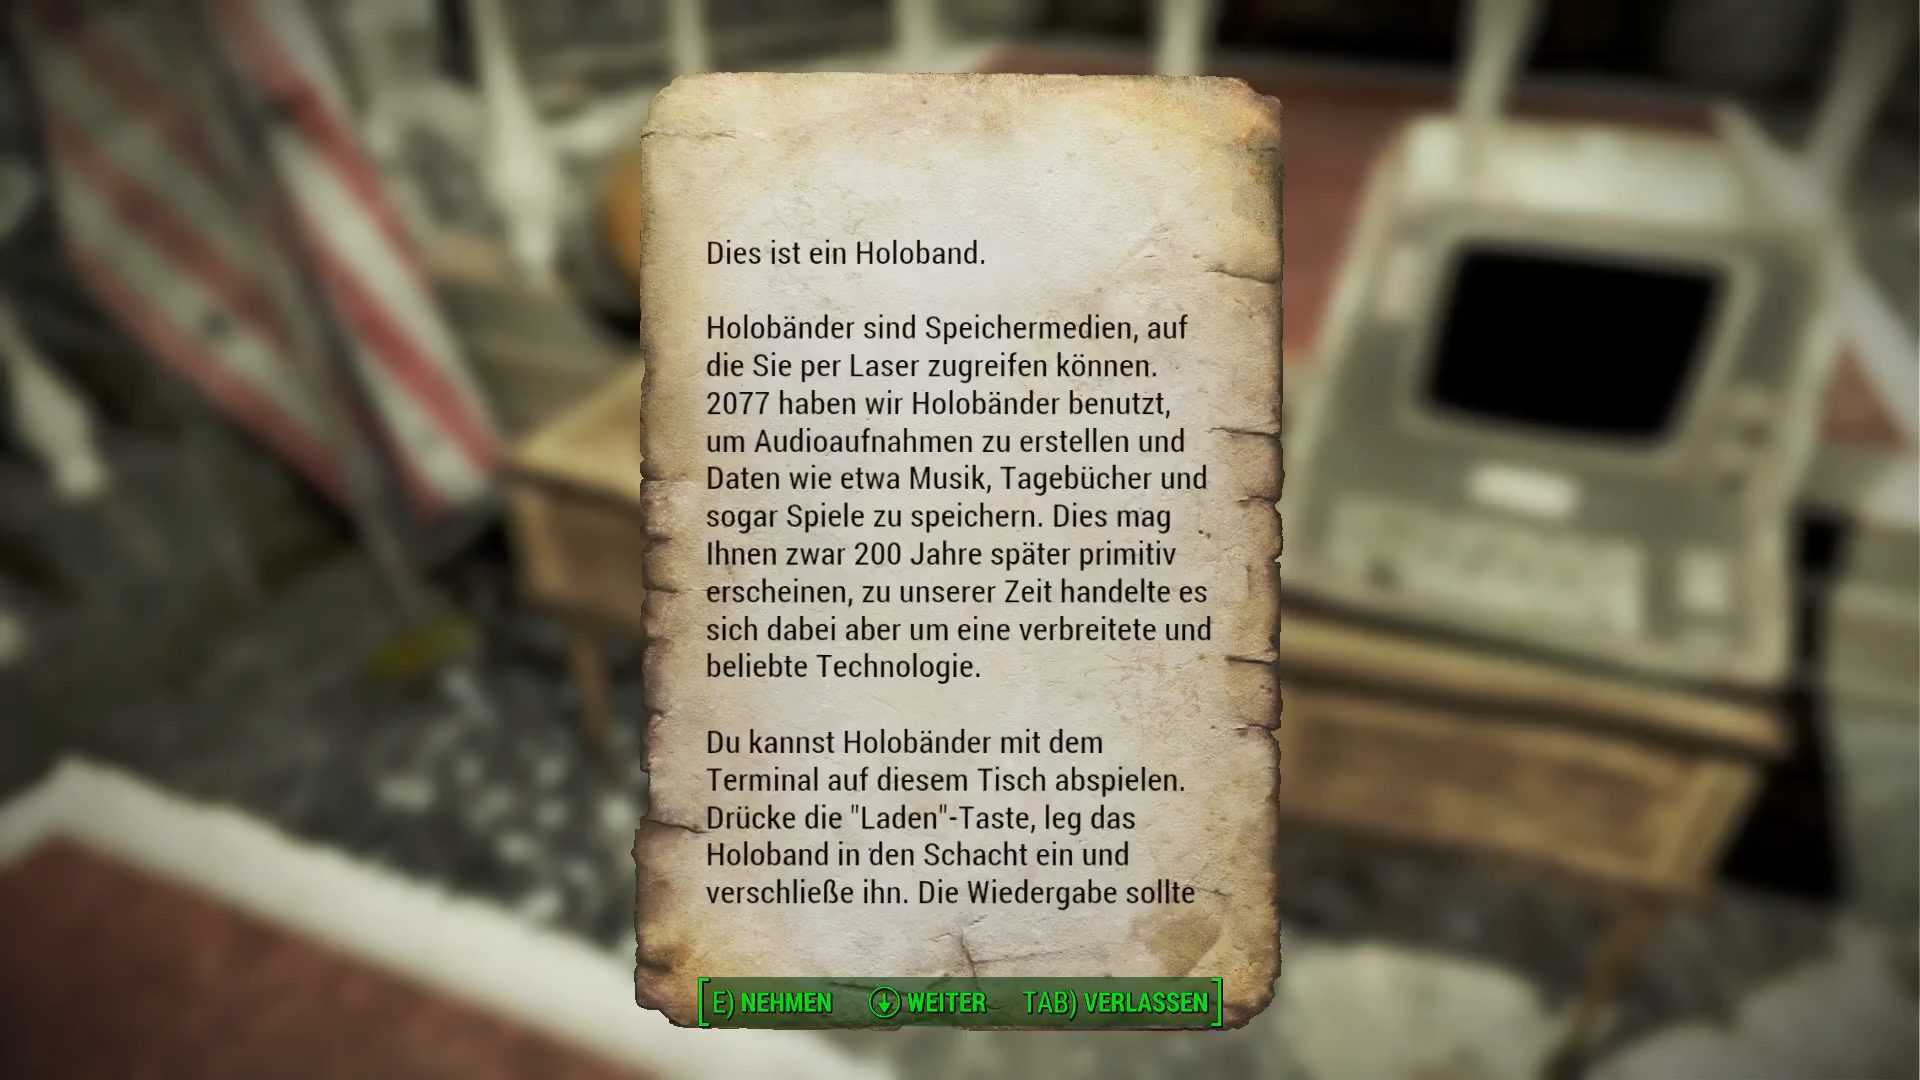 Dies ist ein Holoband.
Holobänder sind Speichermedien, auf
die Sie per Laser zugreifen können.
2077 haben wir Holobänder benutzt,
um Audioaufnahmen zu erstellen und
Daten wie etwa Musik, Tagebücher und
sogar Spiele zu speichern. Dies mag
Ihnen zwar 200 Jahre später primitiv
erscheinen, zu unserer Zeit handelte es
sich dabei aber um eine verbreitete und
beliebte Technologie.
Du kannst Holobänder mit dem
Terminal auf diesem Tisch abspielen.
Drücke die "Laden"-Taste, leg das
Holoband in den Schacht ein und
verschließe ihn. Die Wiedergabe sollte
E) NEHMEN WEITER TAB) VERLASSEN